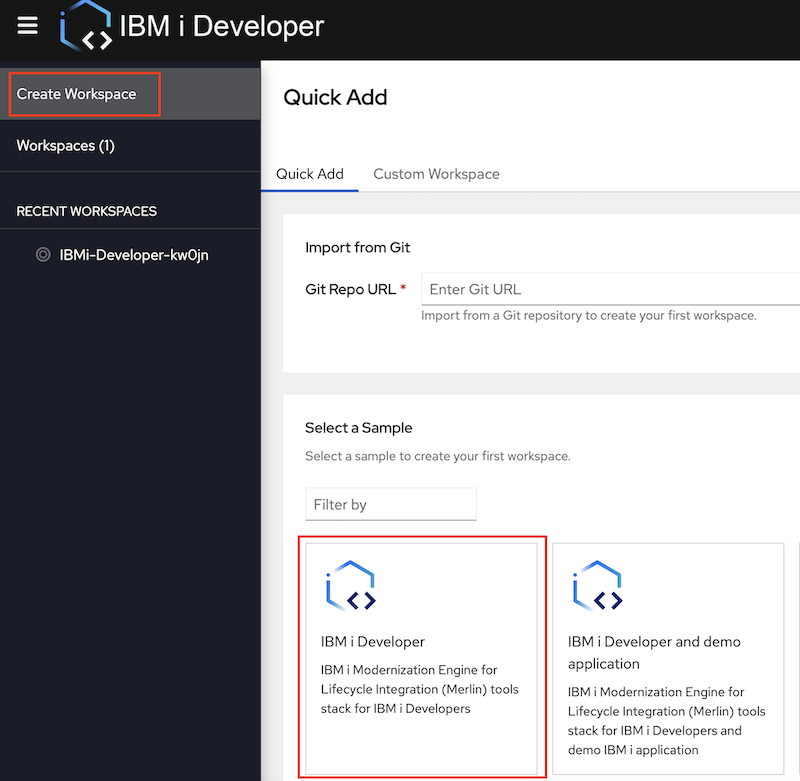 IBM i Developer
Create Workspace
Workspaces (1)
RECENT WORKSPACES
IBMi-Developer-kw0jn
Quick Add
Quick Add
Custom Workspace
Import from Git
Git Repo URL *
Enter Git URL
Import from a Git repository to create your first workspace.
Select a Sample
Select a sample to create your first workspace.
Filter by
IBM i Developer
IBM i Modernization Engine for
Lifecycle Integration (Merlin) tools
stack for IBM i Developers
IBM i Developer and demo
application
IBM i Modernization Engine for
Lifecycle Integration (Merlin) tools
stack for IBM i Developers and
demo IBM i application